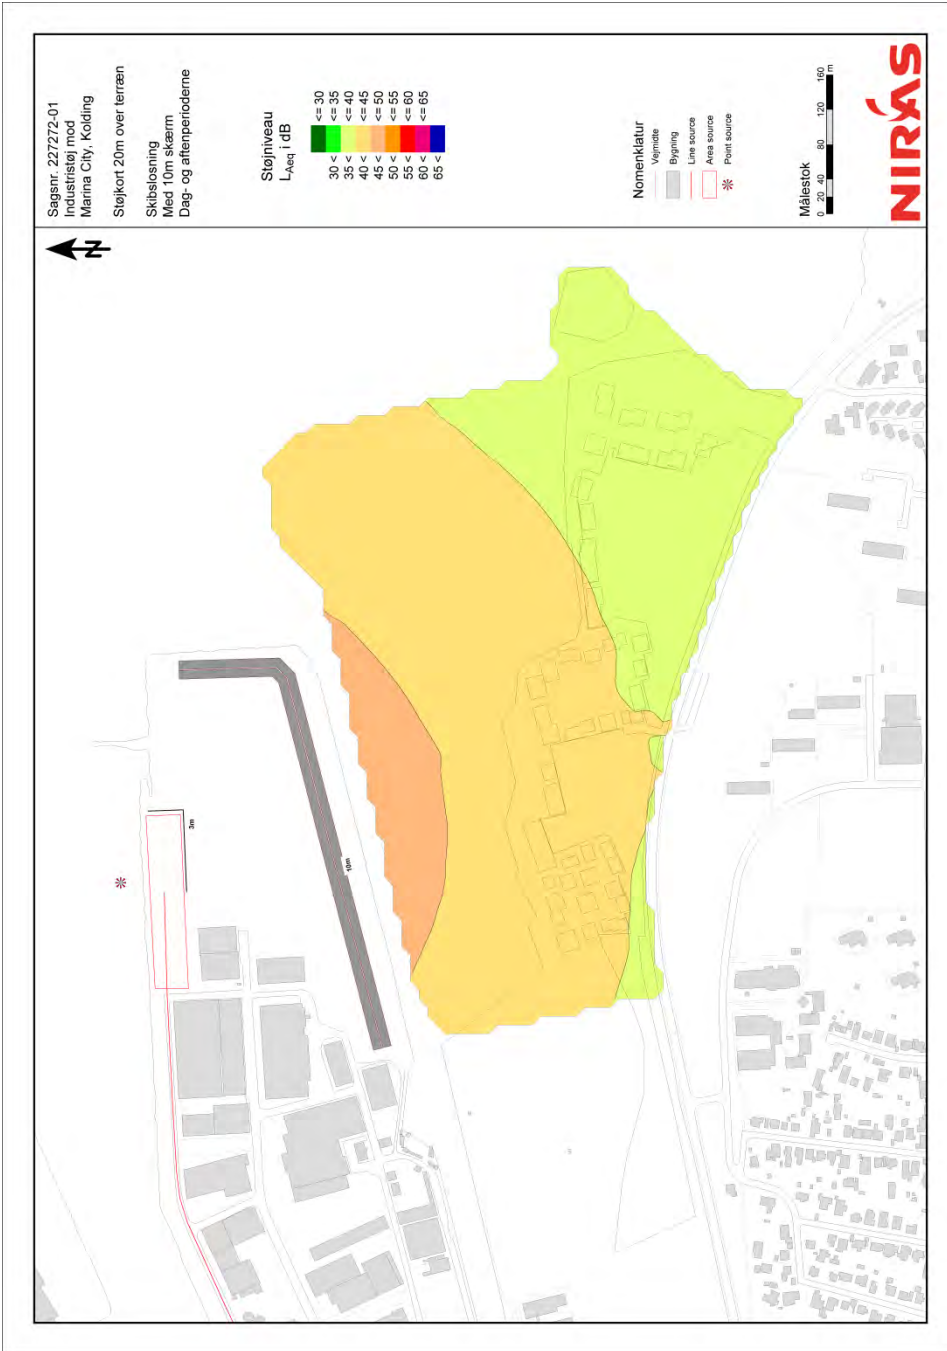 Sagsnr. 227272-01
Industristøj mod
Marina City, Kolding
Støjkort 20m over terræn
Skibslosning
Med 10m skærm
Dag- og aftenperioderne
Støjniveau
LAeq i dB
<= 30
30 < <= 35
35 < <= 40
40 < <= 45
45 < <= 50
50 < <= 55
55 < <= 60
60 < <= 65
65 <
Nomenklatur
Vejmidte
Bygning
Line source
Area source
Point source
Målestok
0 20 40 80 120 160
m
NIRAS
N
3m
10m